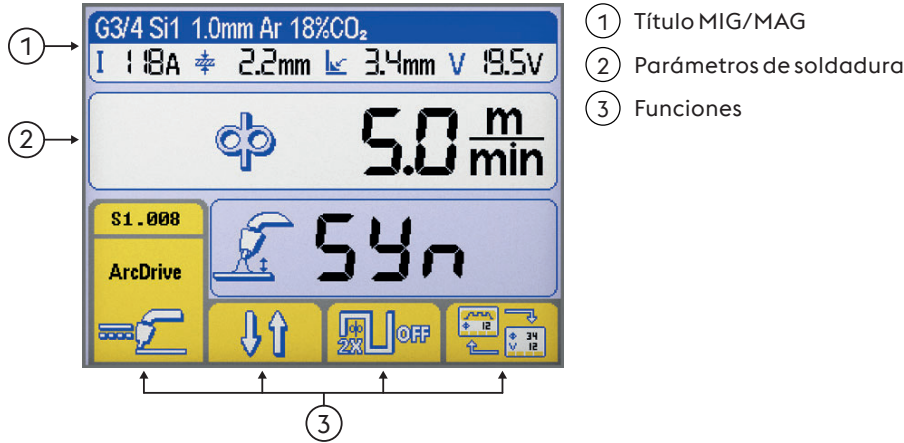 G3/4 Si1 1.0mm Ar 18%CO₂
I 118A 2.2mm 3.4mm V 19.5V
5.0 m/min
S1.008
ArcDrive
Syn
2X OFF
12
34
V 12
1
2
3
1 Título MIG/MAG
2 Parámetros de soldadura
3 Funciones